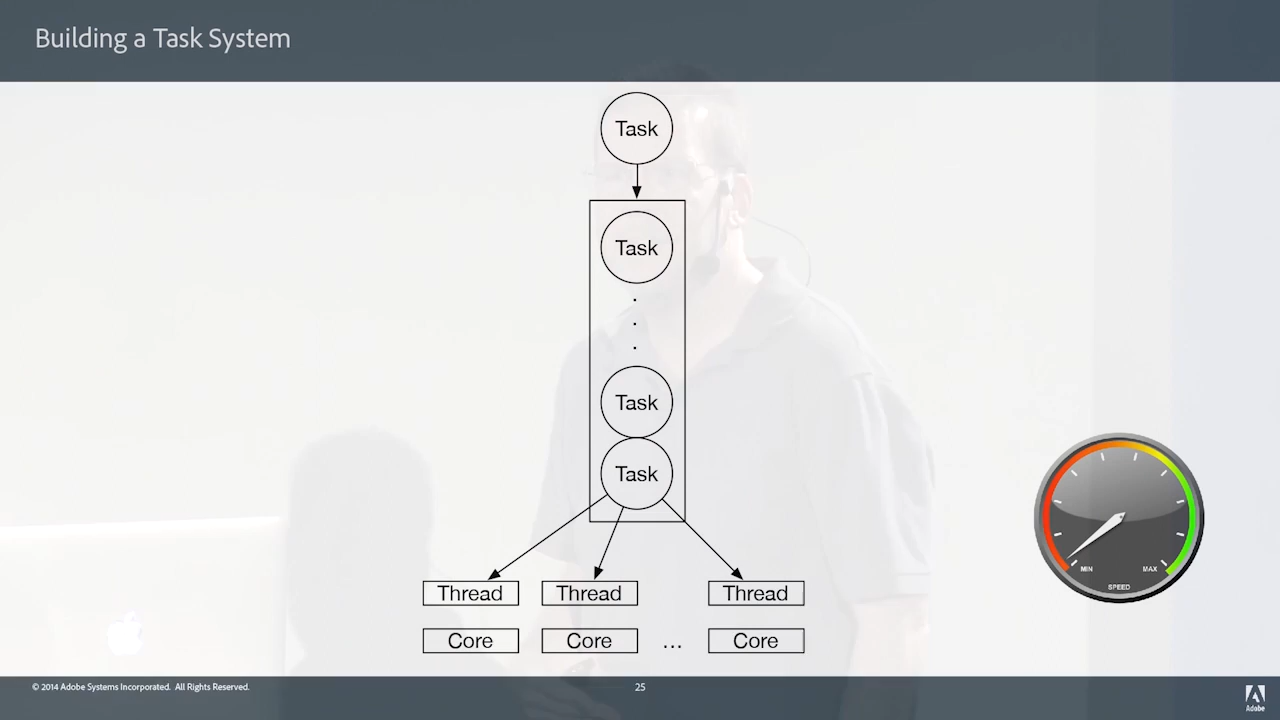 Building a Task System
Task
Task
.
.
.
Task
Task
Thread Thread Thread
Core Core ... Core
MIN MAX
SPEED
© 2014 Adobe Systems Incorporated. All Rights Reserved.
25
Adobe